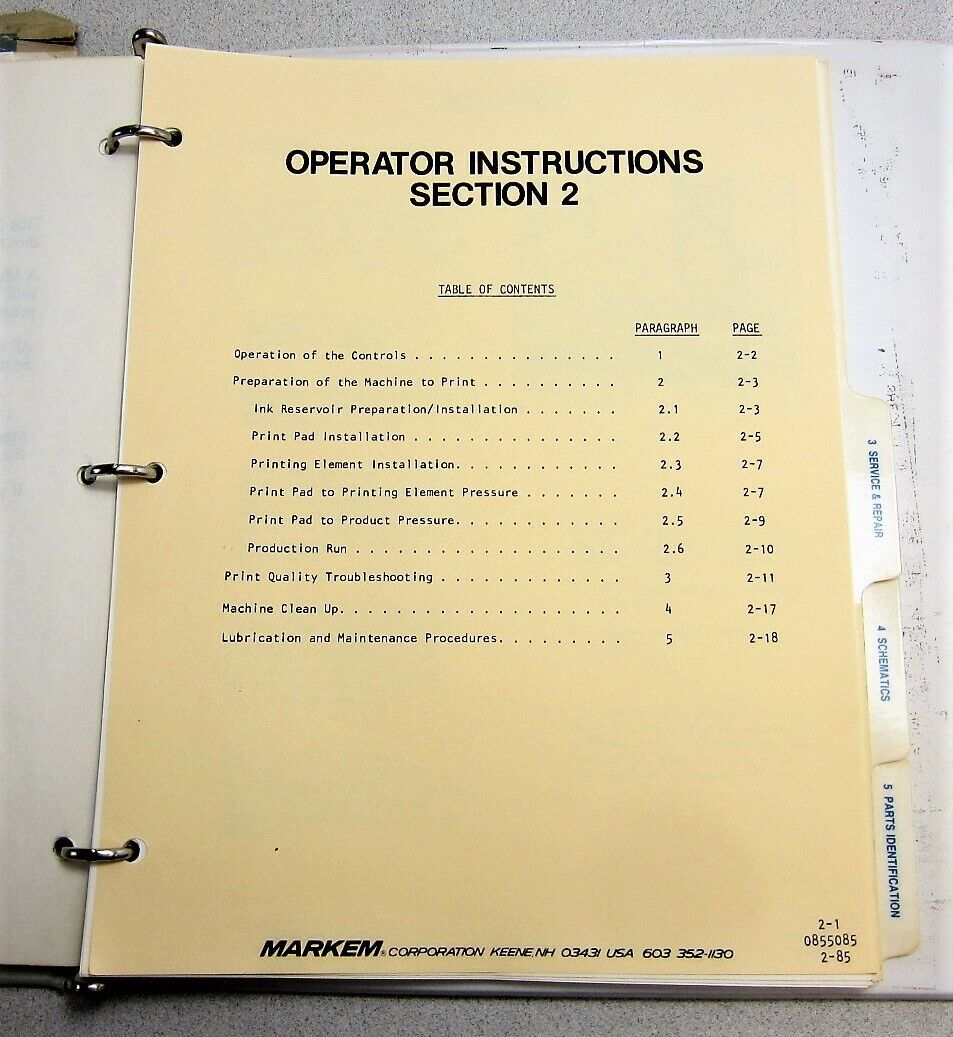 OPERATOR INSTRUCTIONS
SECTION 2
TABLE OF CONTENTS
PARAGRAPH PAGE
Operation of the Controls . . . . . . . . . . . . . . . 1 2-2
Preparation of the Machine to Print . . . . . . . . . . 2 2-3
Ink Reservoir Preparation/Installation . . . . . . . 2.1 2-3
Print Pad Installation . . . . . . . . . . . . . . . 2.2 2-5
Printing Element Installation. . . . . . . . . . . . 2.3 2-7
Print Pad to Printing Element Pressure . . . . . . . 2.4 2-7
Print Pad to Product Pressure. . . . . . . . . . . . 2.5 2-9
Production Run . . . . . . . . . . . . . . . . . . . 2.6 2-10
Print Quality Troubleshooting . . . . . . . . . . . . . 3 2-11
Machine Clean Up. . . . . . . . . . . . . . . . . . . . 4 2-17
Lubrication and Maintenance Procedures. . . . . . . . . 5 2-18
2-1
0855085
2-85
MARKEM® CORPORATION KEENE, NH 03431 USA 603 352-1130
3 SERVICE & REPAIR
4 SCHEMATICS
5 PARTS IDENTIFICATION